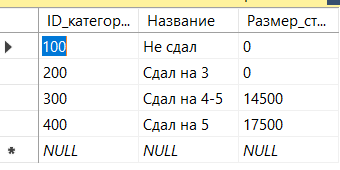 ID_категор... Название Размер_ст...
100 Не сдал 0
200 Сдал на 3 0
300 Сдал на 4-5 14500
400 Сдал на 5 17500
* NULL NULL NULL